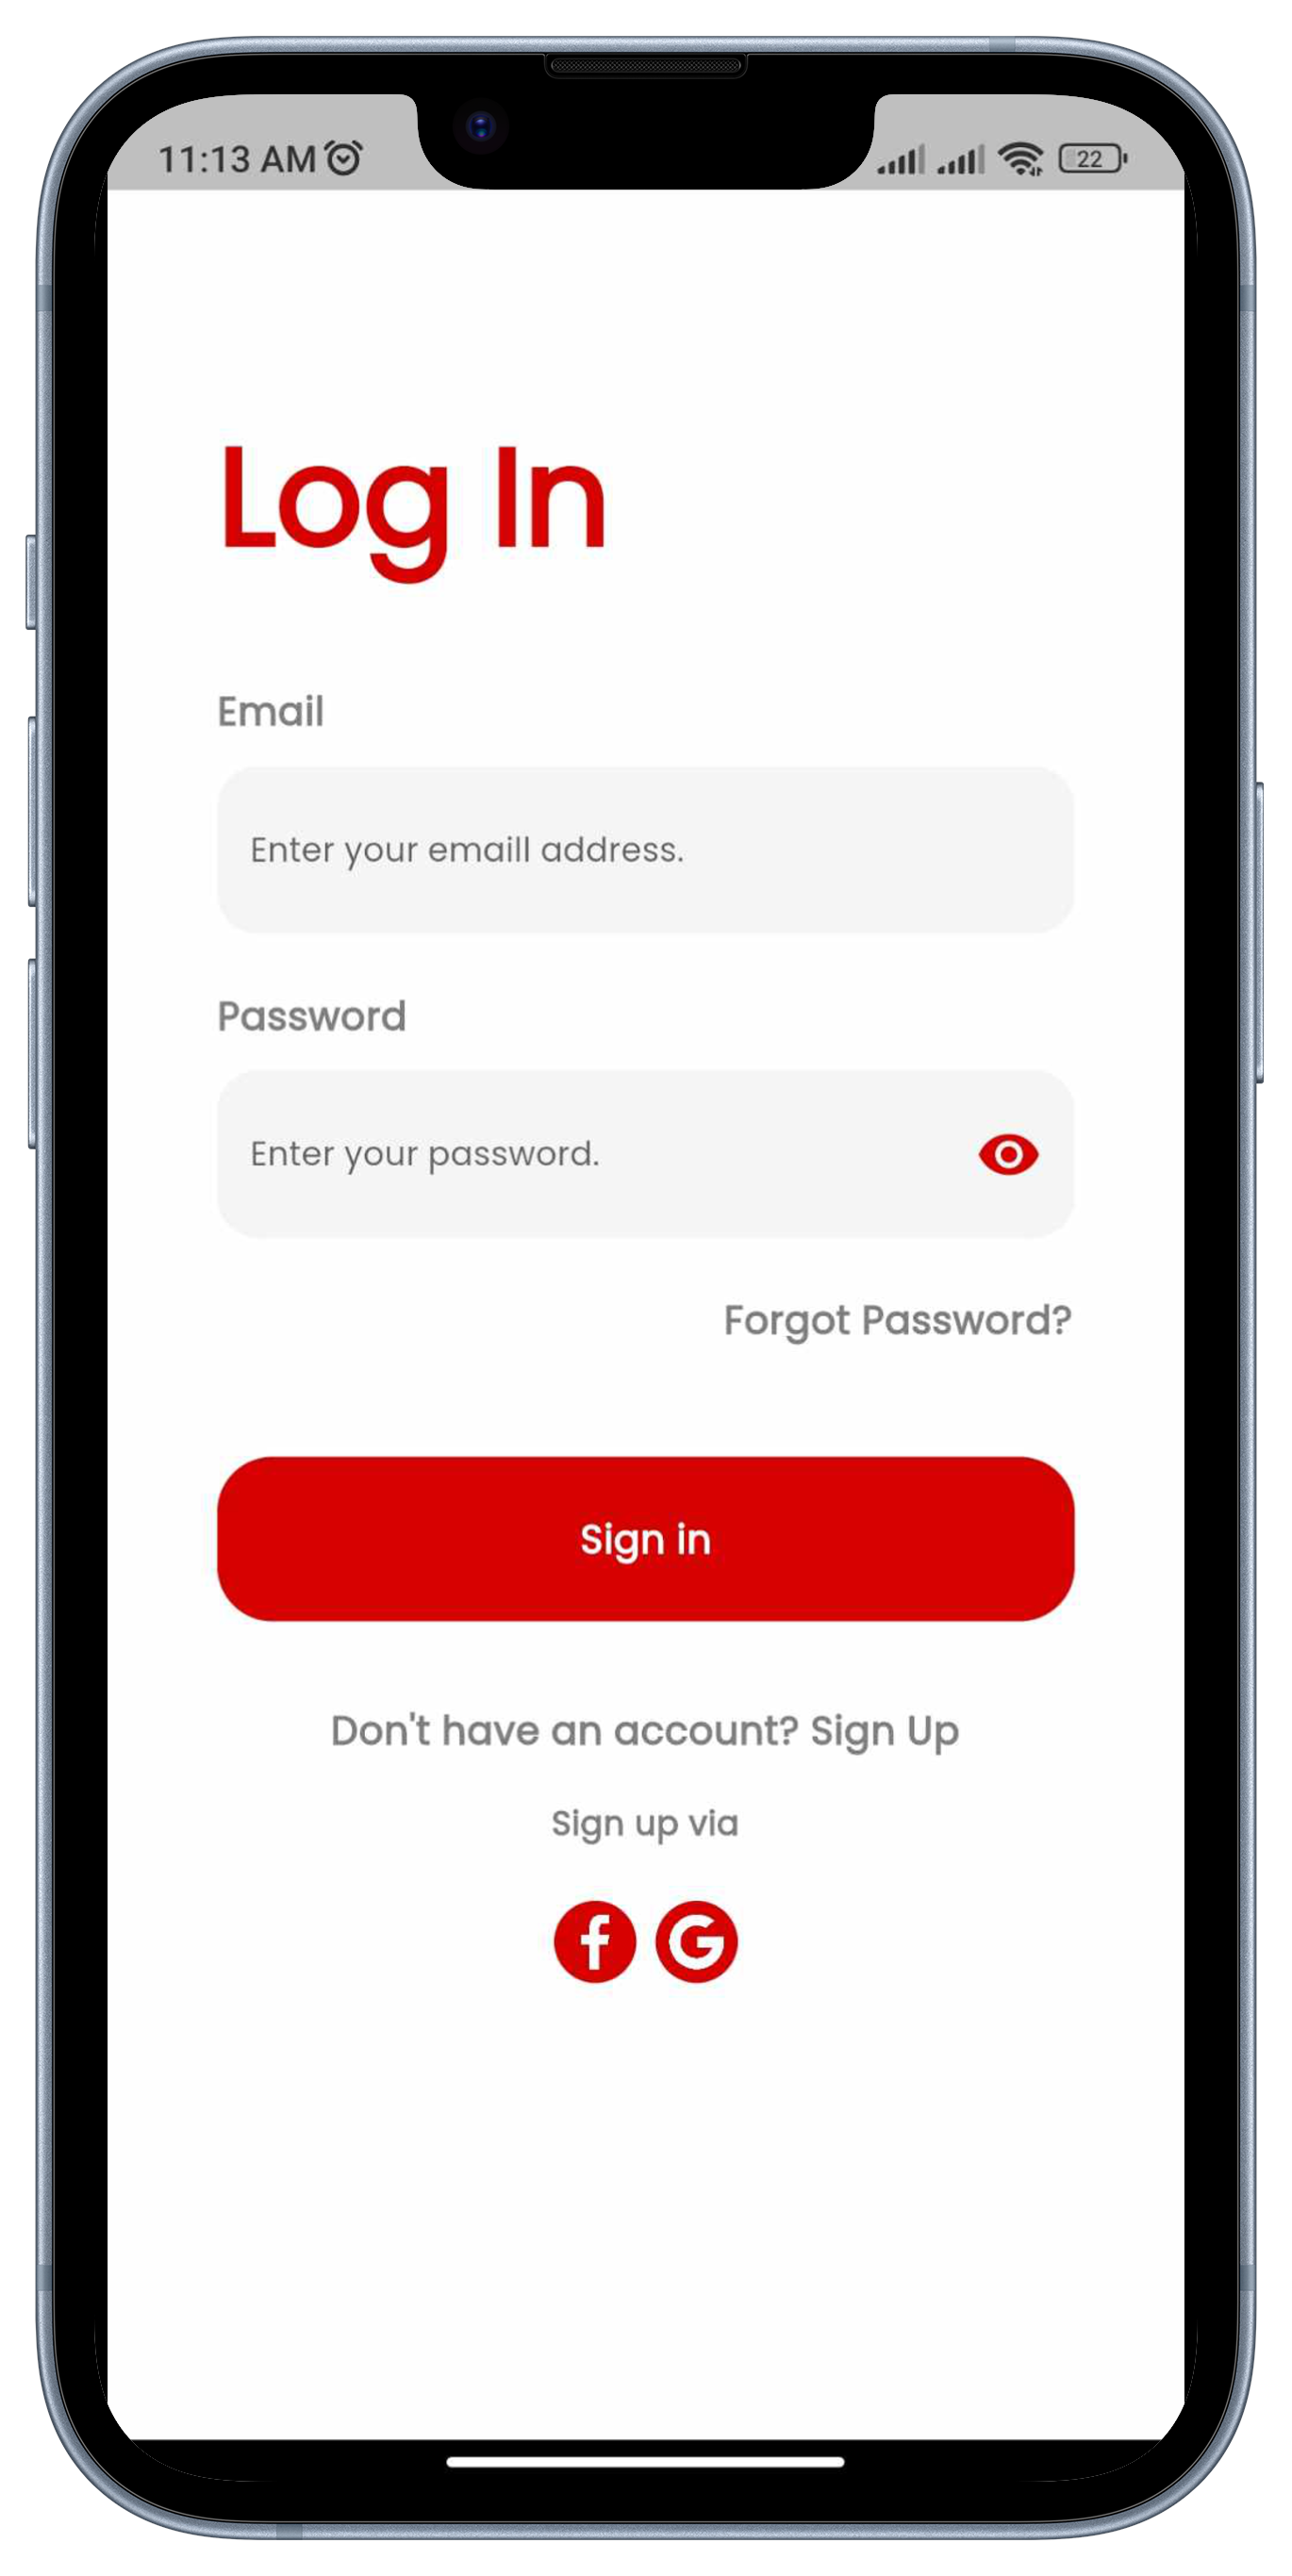 11:13 AM 22
Log In
Email
Enter your emaill address.
Password
Enter your password.
Forgot Password?
Sign in
Don't have an account? Sign Up
Sign up via
f G